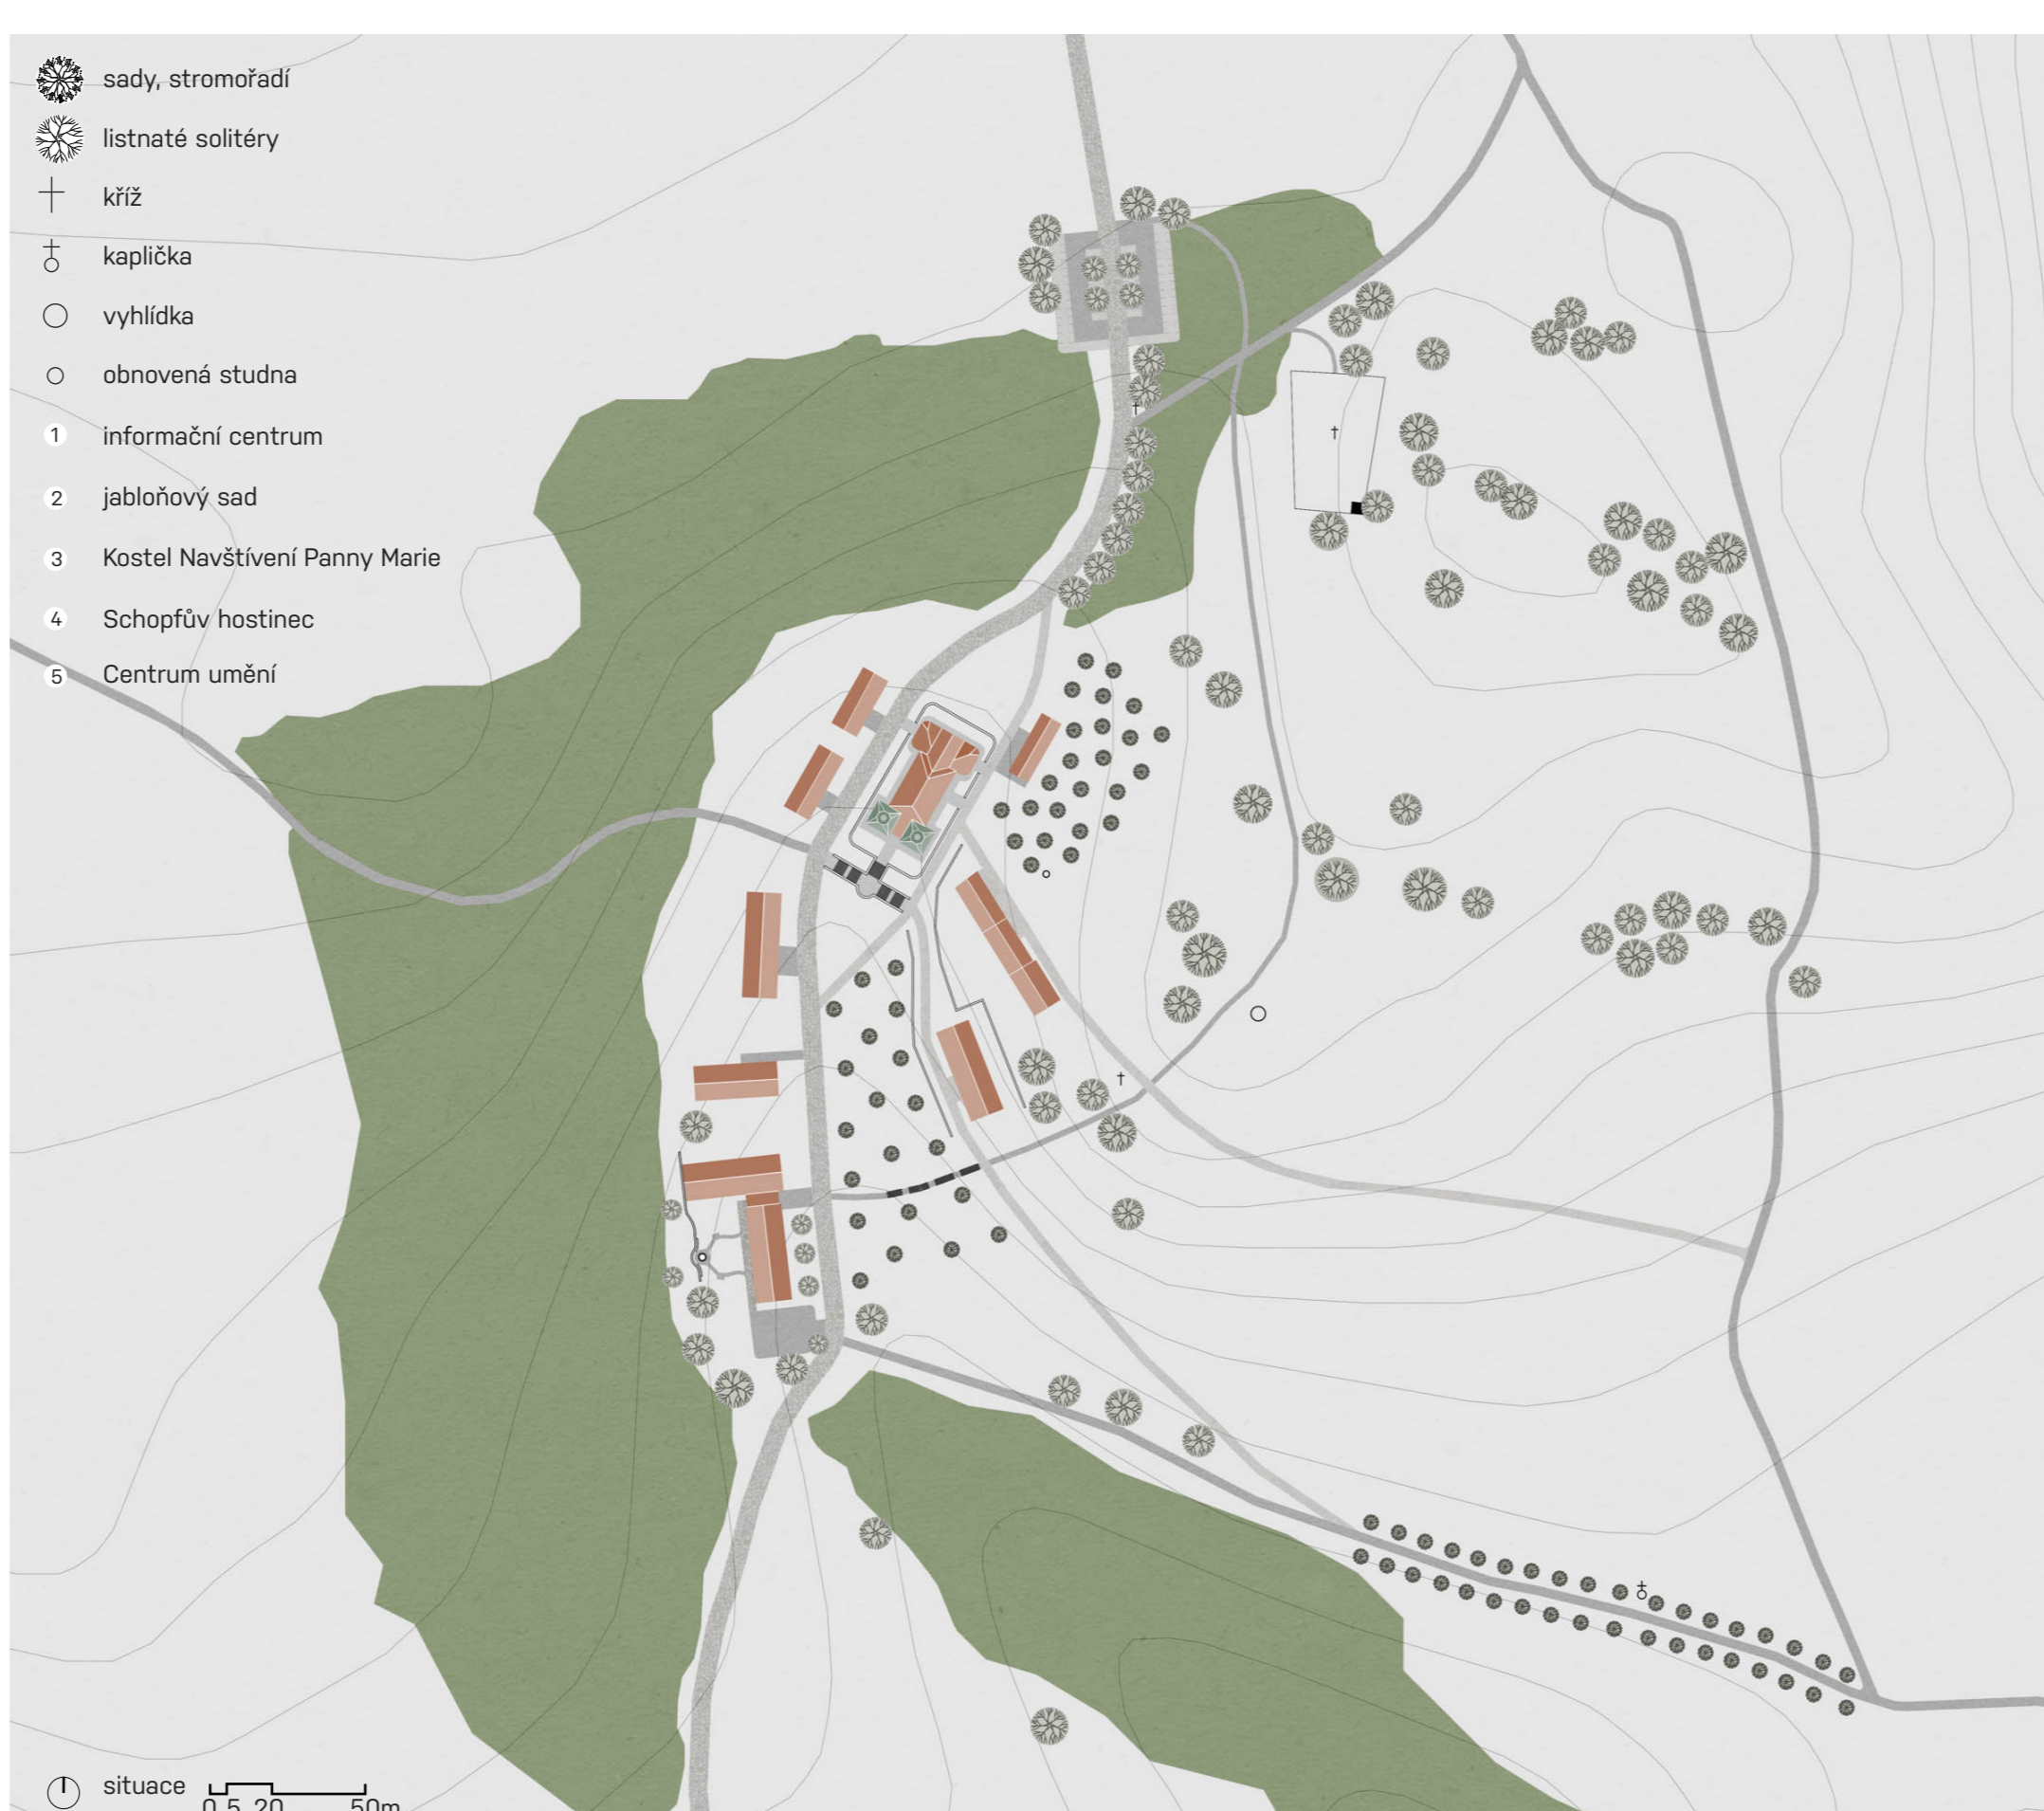 sady, stromořadí
listnaté solitéry
kříž
kaplička
vyhlídka
obnovená studna
1 informační centrum
2 jabloňový sad
3 Kostel Navštívení Panny Marie
4 Schopfův hostinec
5 Centrum umění
situace
0 5 20 50m